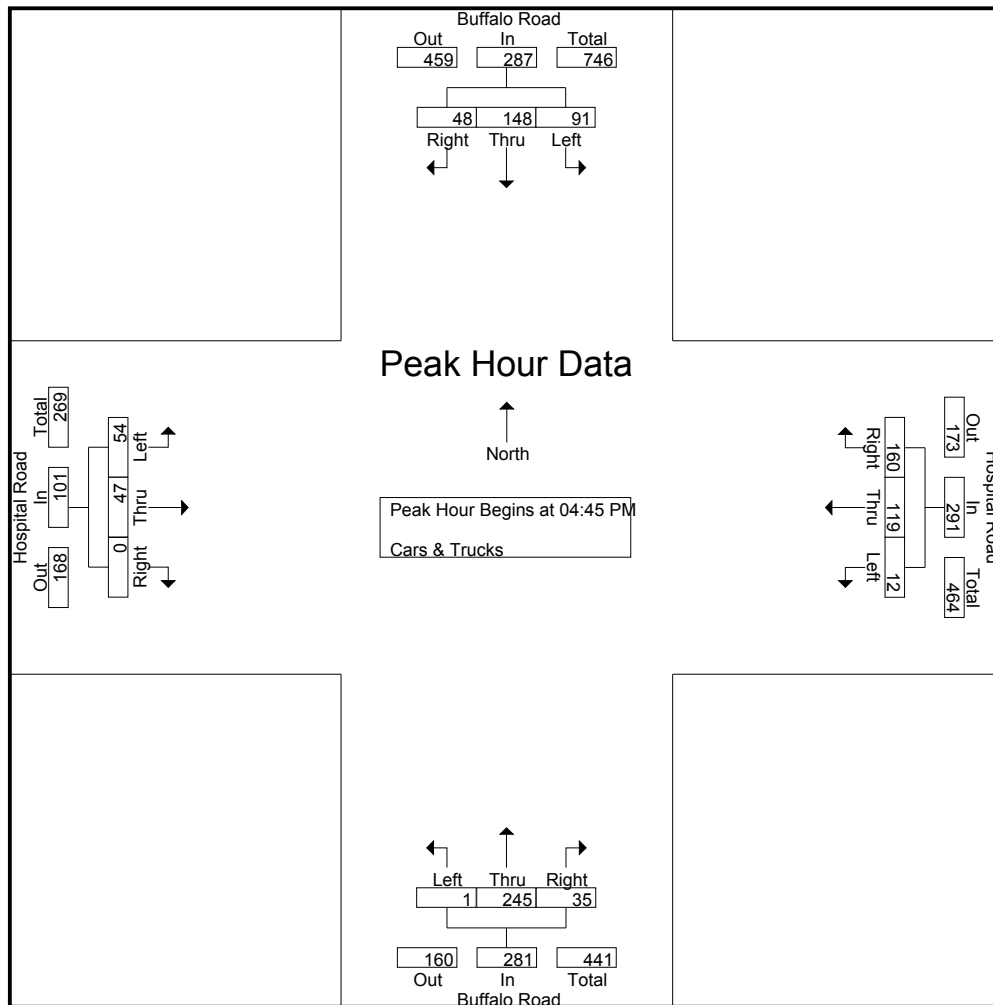 Buffalo Road
Out In Total
459 287 746
48 148 91
Right Thru Left
Peak Hour Data
North
Peak Hour Begins at 04:45 PM
Cars & Trucks
Hospital Road
Total In Out
269 101 168
54 47 0
Left Thru Right
Hospital Road
Out In Total
173 291 464
160 119 12
Right Thru Left
Left Thru Right
1 245 35
160 281 441
Out In Total
Buffalo Road